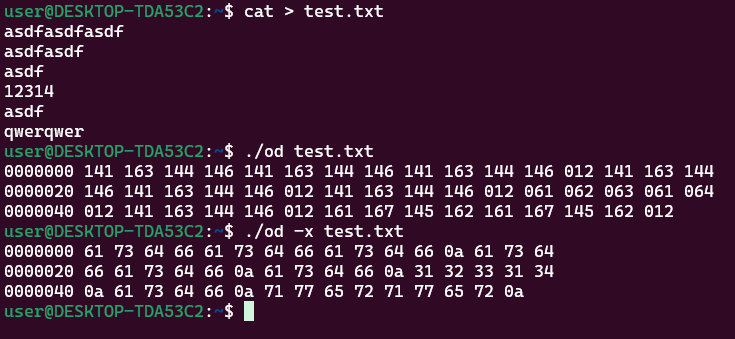 user@DESKTOP-TDA53C2:~$ cat > test.txt
asdfasdfasdf
asdfasdf
asdf
12314
asdf
qwerqwer
user@DESKTOP-TDA53C2:~$ ./od test.txt
0000000 141 163 144 146 141 163 144 146 141 163 144 146 012 141 163 144
0000020 146 141 163 144 146 012 141 163 144 146 012 061 062 063 061 064
0000040 012 141 163 144 146 012 161 167 145 162 161 167 145 162 012
user@DESKTOP-TDA53C2:~$ ./od -x test.txt
0000000 61 73 64 66 61 73 64 66 61 73 64 66 0a 61 73 64
0000020 66 61 73 64 66 0a 61 73 64 66 0a 31 32 33 31 34
0000040 0a 61 73 64 66 0a 71 77 65 72 71 77 65 72 0a
user@DESKTOP-TDA53C2:~$